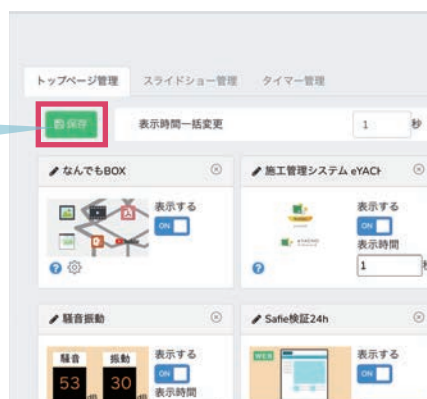 トップページ管理 スライドショー管理 タイマー管理
保存 表示時間一括変更 1 秒
なんでもBOX
表示する
ON
施工管理システム eYACH
表示する
ON
表示時間
1
騒音振動
騒音 振動
53 dB 30 dB
表示する
ON
表示時間
Safie検証24h
WEB
表示する
ON